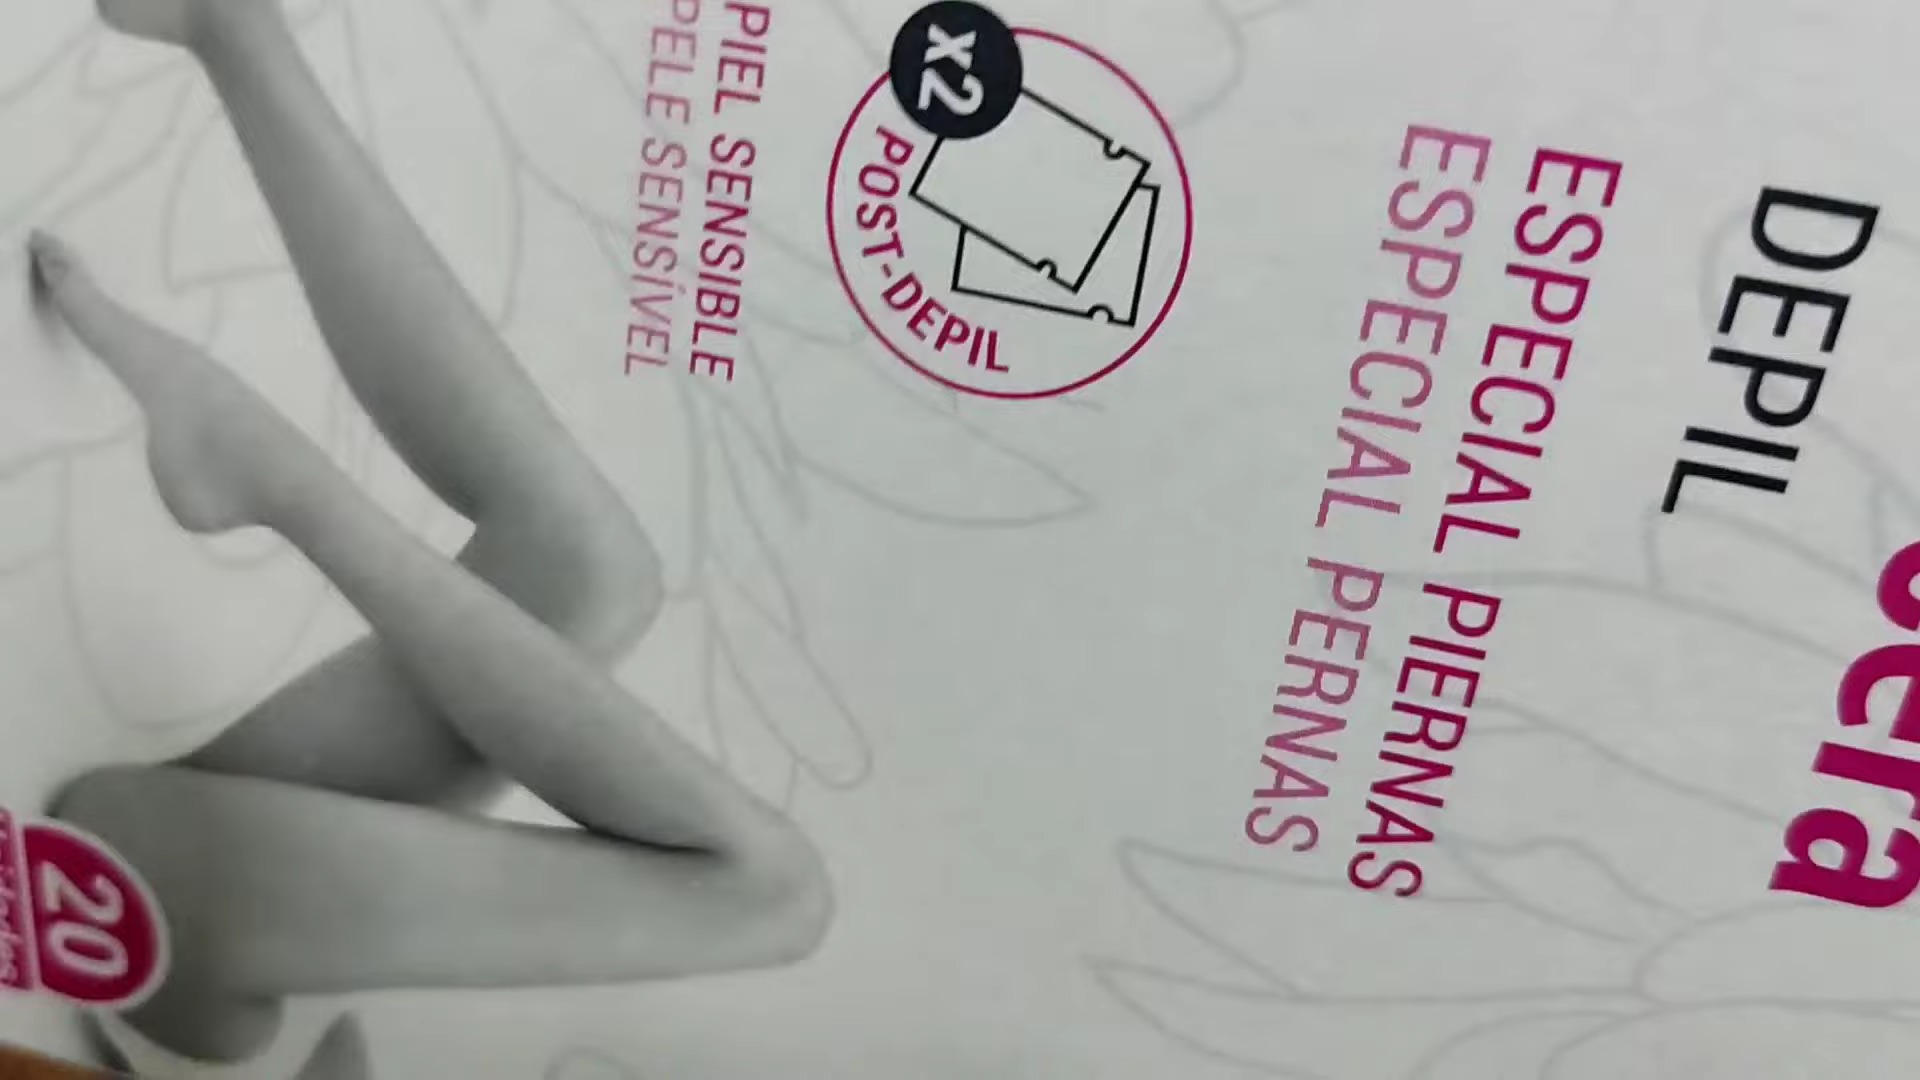 DEPIL
cera
ESPECIAL PIERNAS
ESPECIAL PERNAS
x2
POST-DEPIL
PIEL SENSIBLE
PELE SENSÍVEL
20